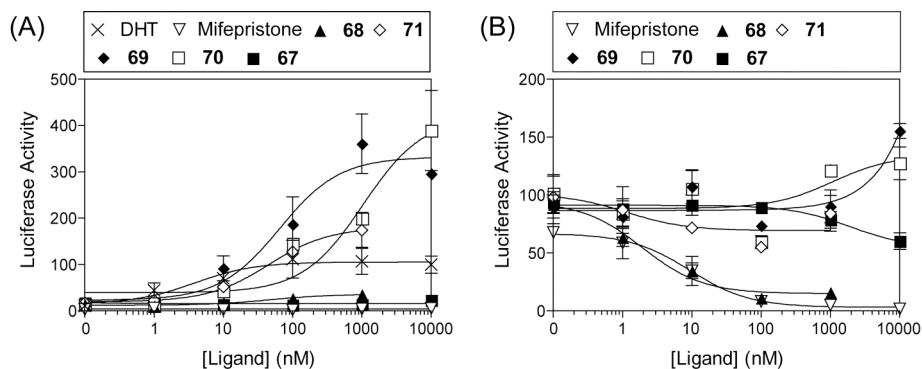 (A)
× DHT ▽ Mifepristone ▲ 68 ◇ 71
◆ 69 □ 70 ■ 67
500
400
300
200
100
0
Luciferase Activity
0 1 10 100 1000 10000
[Ligand] (nM)
(B)
▽ Mifepristone ▲ 68 ◇ 71
◆ 69 □ 70 ■ 67
200
150
100
50
0
Luciferase Activity
0 1 10 100 1000 10000
[Ligand] (nM)